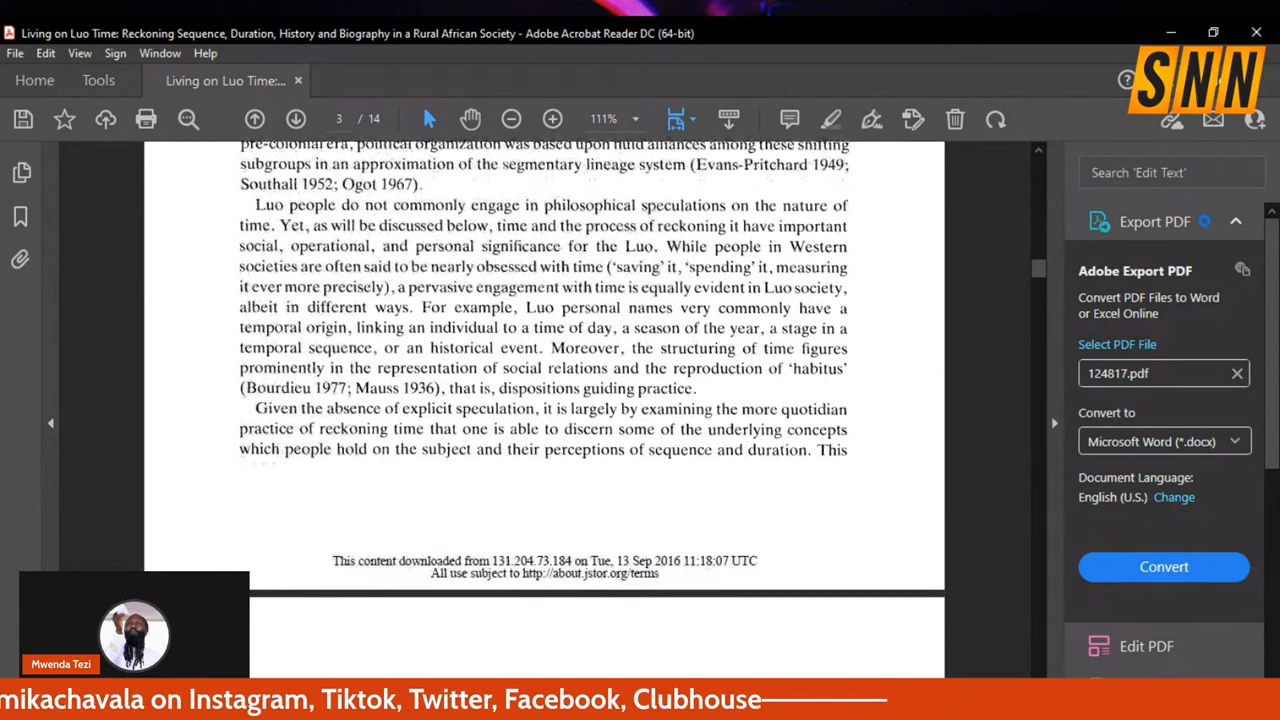 Living on Luo Time: Reckoning Sequence, Duration, History and Biography in a Rural African Society - Adobe Acrobat Reader DC (64-bit)
File Edit View Sign Window Help
Home Tools Living on Luo Time:...
SNN
3 / 14 111%
pre-colonial era, political organization was based upon fluid alliances among these shifting
subgroups in an approximation of the segmentary lineage system (Evans-Pritchard 1949;
Southall 1952; Ogot 1967).
Luo people do not commonly engage in philosophical speculations on the nature of
time. Yet, as will be discussed below, time and the process of reckoning it have important
social, operational, and personal significance for the Luo. While people in Western
societies are often said to be nearly obsessed with time ('saving' it, 'spending' it, measuring
it ever more precisely), a pervasive engagement with time is equally evident in Luo society,
albeit in different ways. For example, Luo personal names very commonly have a
temporal origin, linking an individual to a time of day, a season of the year, a stage in a
temporal sequence, or an historical event. Moreover, the structuring of time figures
prominently in the representation of social relations and the reproduction of 'habitus'
(Bourdieu 1977; Mauss 1936), that is, dispositions guiding practice.
Given the absence of explicit speculation, it is largely by examining the more quotidian
practice of reckoning time that one is able to discern some of the underlying concepts
which people hold on the subject and their perceptions of sequence and duration. This
This content downloaded from 131.204.73.184 on Tue, 13 Sep 2016 11:18:07 UTC
All use subject to http://about.jstor.org/terms
Search 'Edit Text'
Export PDF
Adobe Export PDF
Convert PDF Files to Word
or Excel Online
Select PDF File
124817.pdf
Convert to
Microsoft Word (*.docx)
Document Language:
English (U.S.) Change
Convert
Edit PDF
Mwenda Tezi
mikachavala on Instagram, Tiktok, Twitter, Facebook, Clubhouse